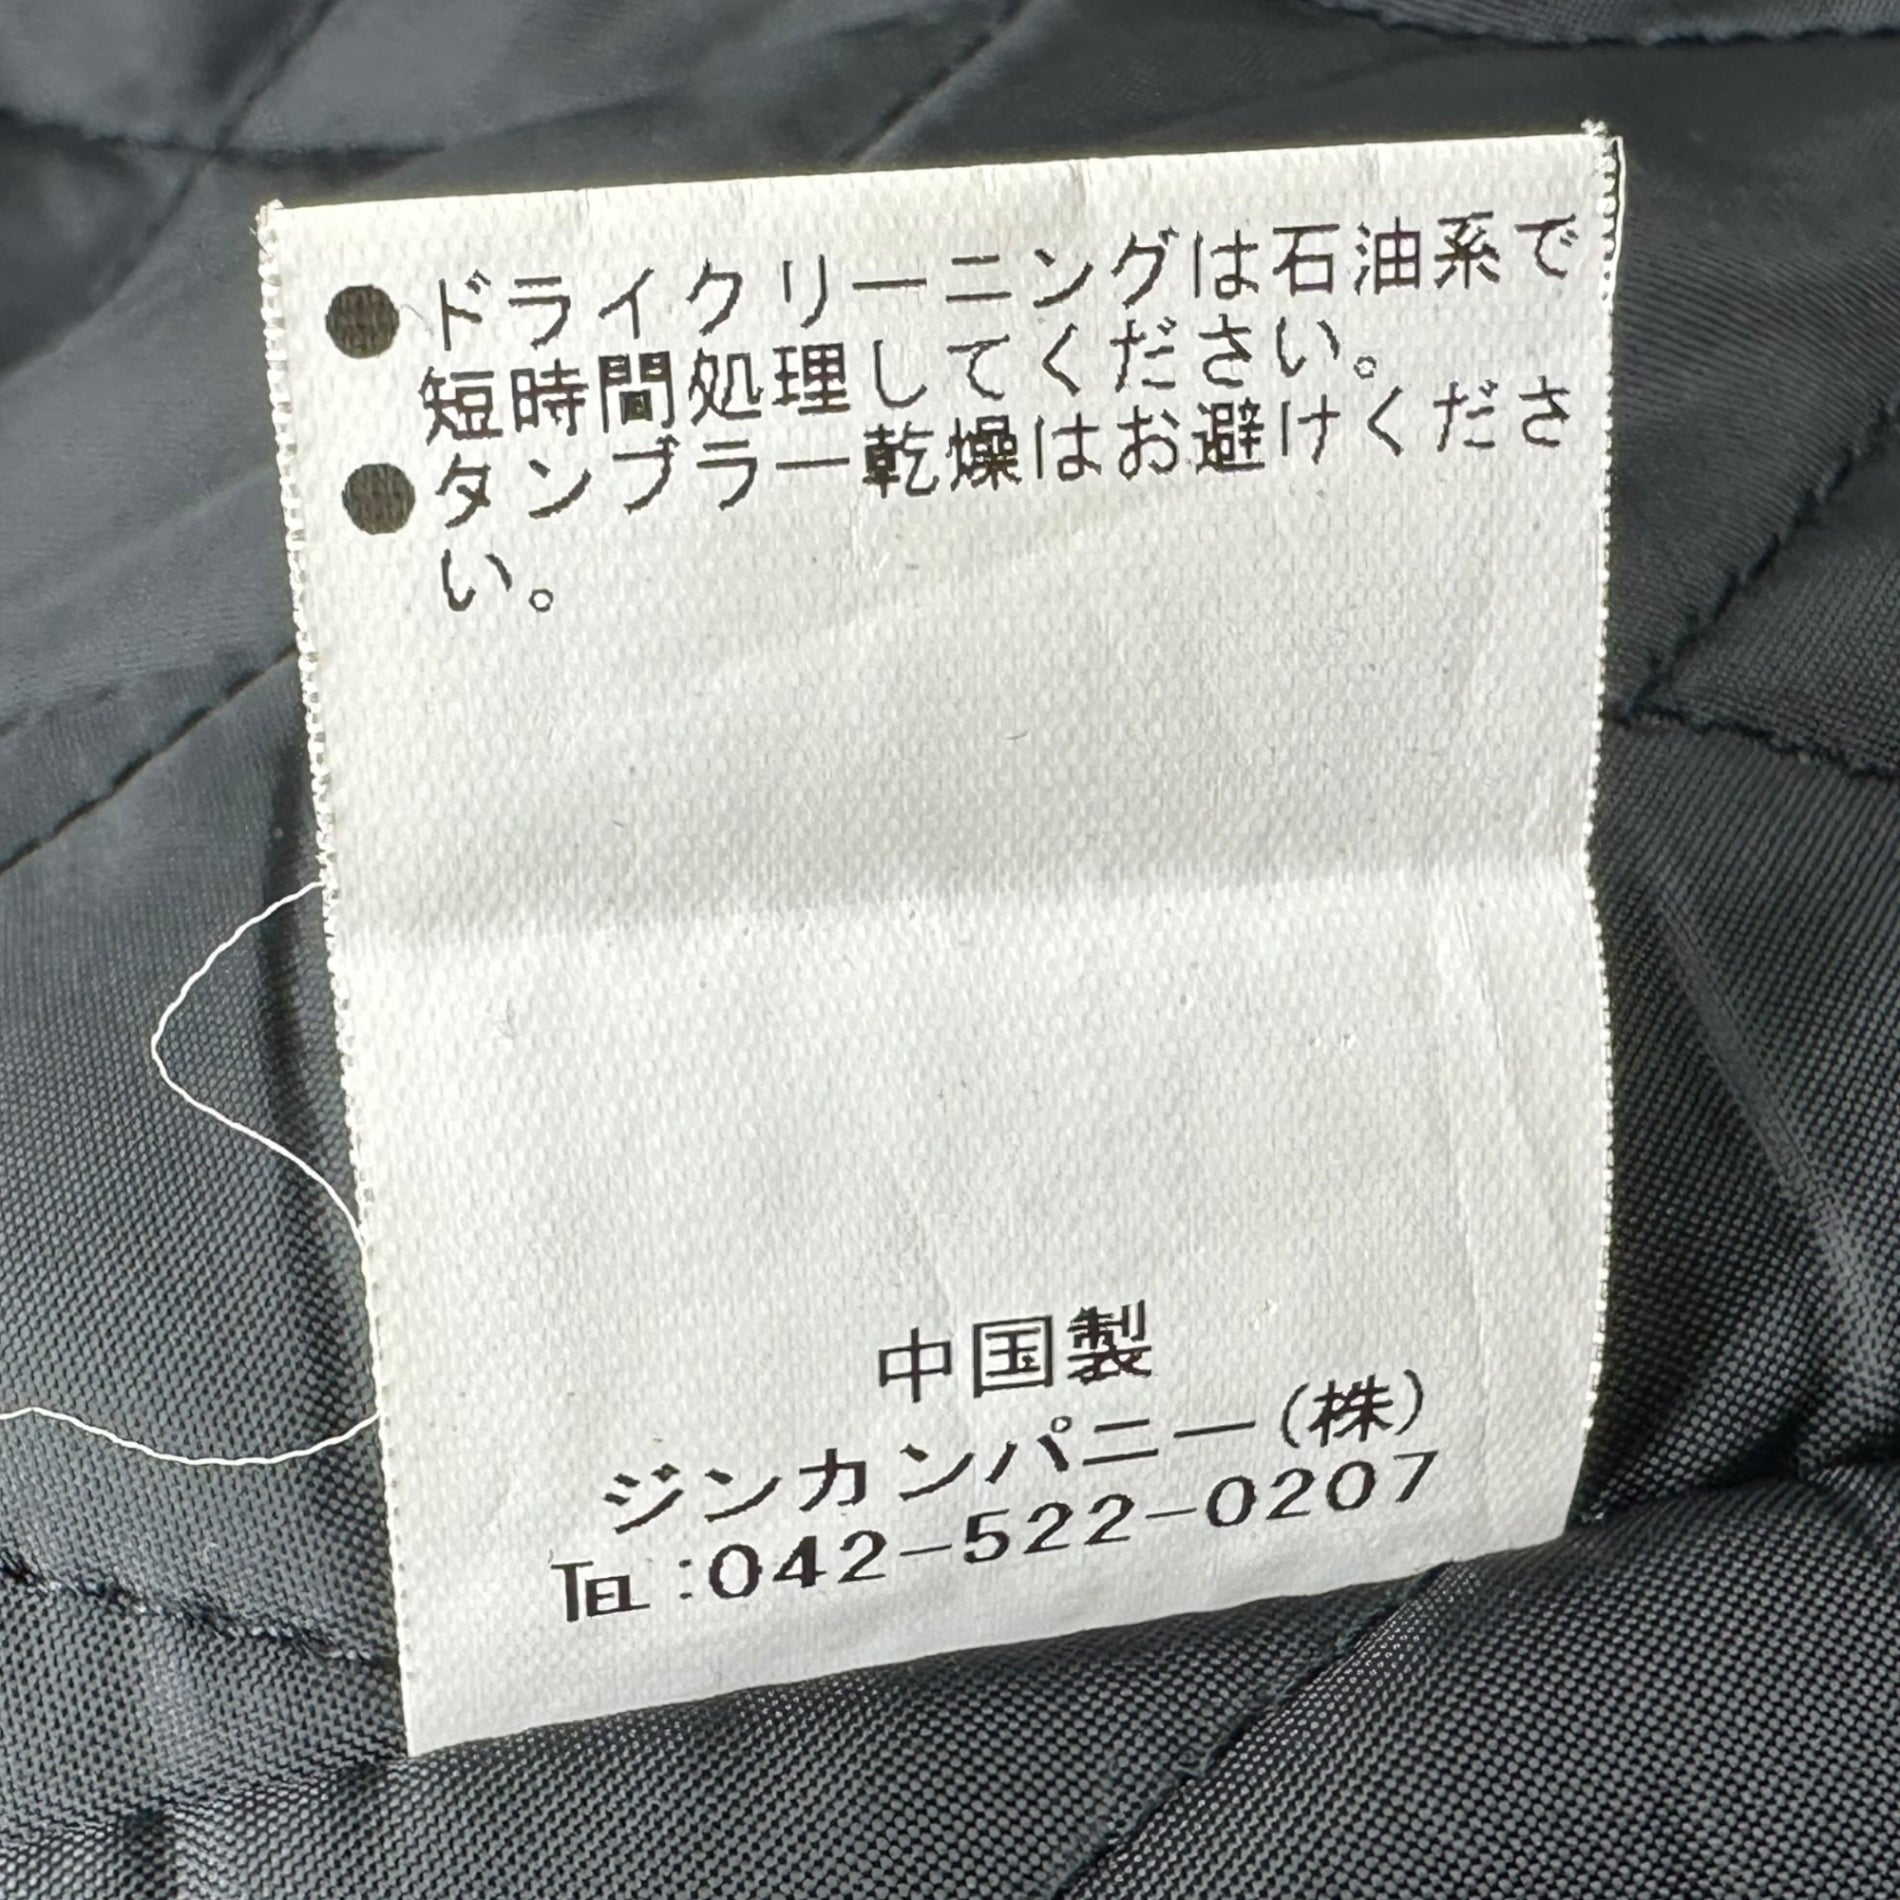 ●ドライクリーニングは石油系で
短時間処理してください。
●タンブラー乾燥はお避けくださ
い。
中国製
ジンカンパニー(株)
TEL:042-522-0207